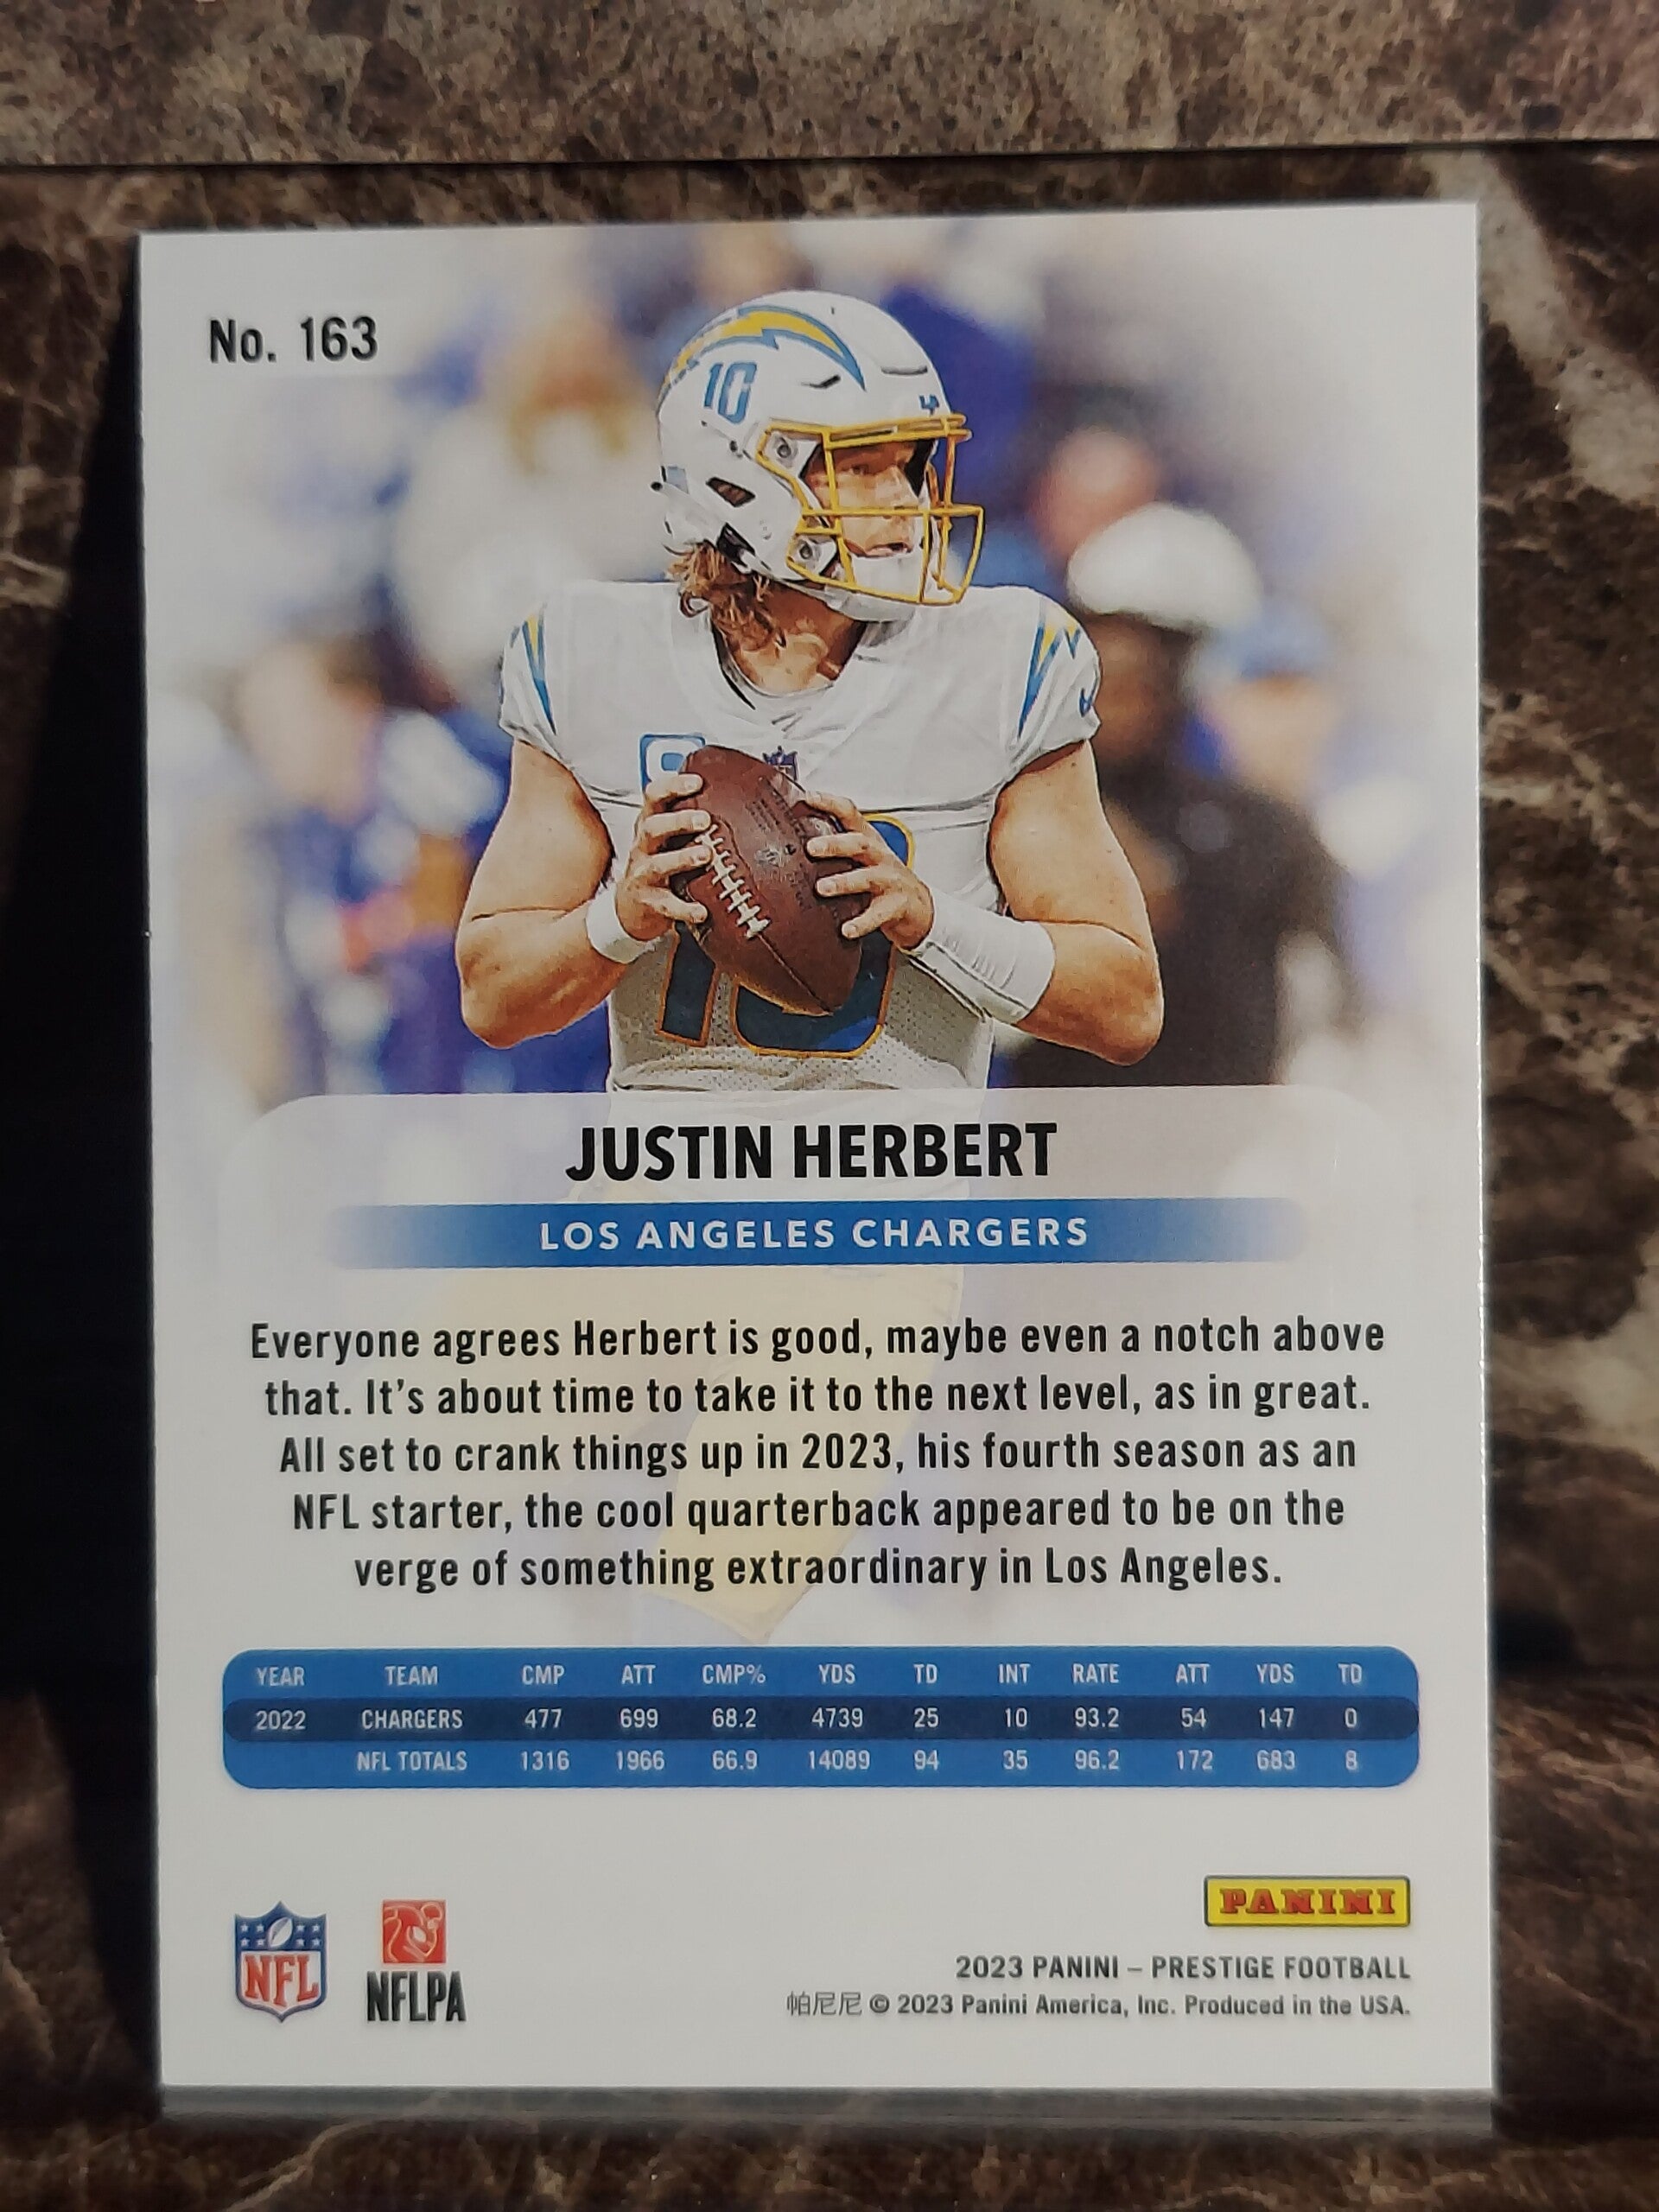 No. 163
10
JUSTIN HERBERT
LOS ANGELES CHARGERS
Everyone agrees Herbert is good, maybe even a notch above
that. It's about time to take it to the next level, as in great.
All set to crank things up in 2023, his fourth season as an
NFL starter, the cool quarterback appeared to be on the
verge of something extraordinary in Los Angeles.
YEAR TEAM CMP ATT CMP% YDS TD INT RATE ATT YDS TD
2022 CHARGERS 477 699 68.2 4739 25 10 93.2 54 147 0
NFL TOTALS 1316 1966 66.9 14089 94 35 96.2 172 683 8
PANINI
NFL NFLPA
2023 PANINI – PRESTIGE FOOTBALL
帕尼尼 © 2023 Panini America, Inc. Produced in the USA.